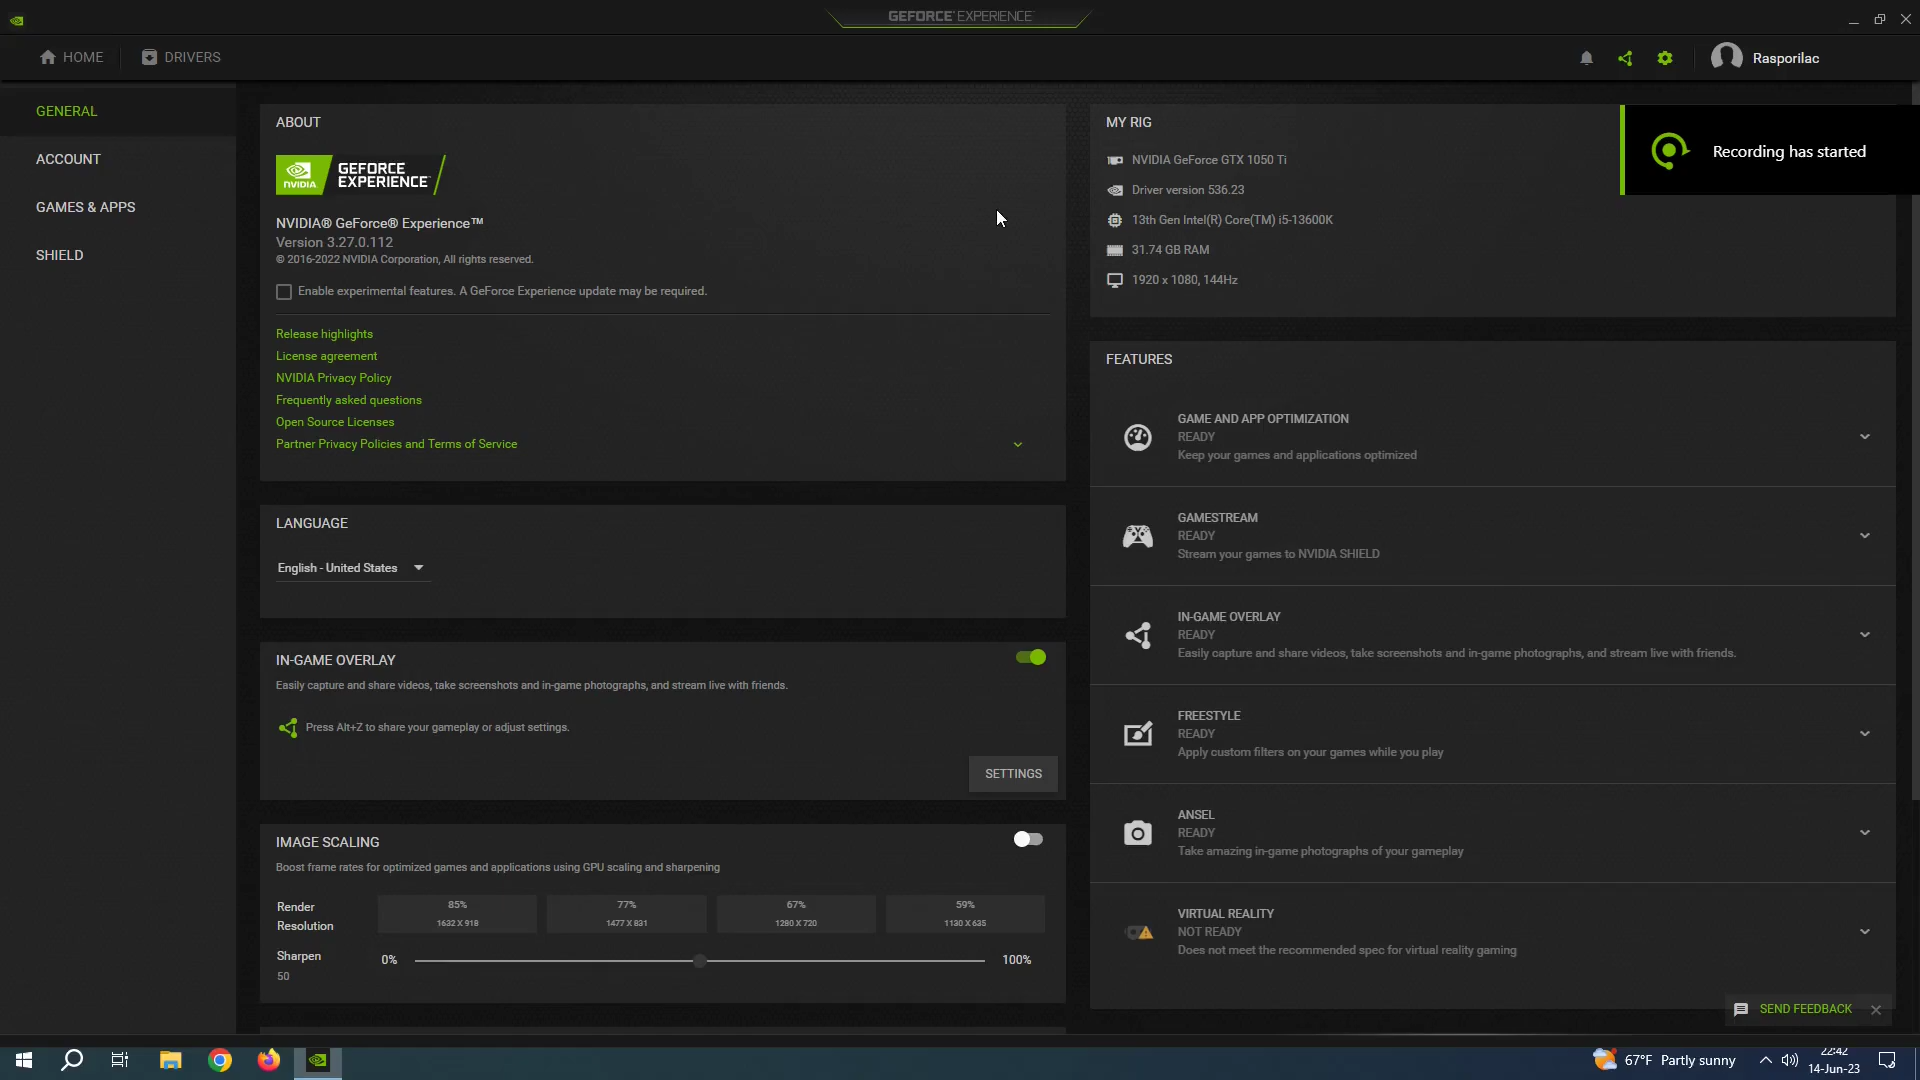 GEFORCE EXPERIENCE
HOME
DRIVERS
Rasporilac
GENERAL
ACCOUNT
GAMES & APPS
SHIELD
ABOUT
NVIDIA
GEFORCE
EXPERIENCE
NVIDIA® GeForce® Experience™
Version 3.27.0.112
© 2016-2022 NVIDIA Corporation, All rights reserved.
Enable experimental features. A GeForce Experience update may be required.
Release highlights
License agreement
NVIDIA Privacy Policy
Frequently asked questions
Open Source Licenses
Partner Privacy Policies and Terms of Service
LANGUAGE
English - United States
IN-GAME OVERLAY
Easily capture and share videos, take screenshots and in-game photographs, and stream live with friends.
Press Alt+Z to share your gameplay or adjust settings.
SETTINGS
IMAGE SCALING
Boost frame rates for optimized games and applications using GPU scaling and sharpening
Render
Resolution
85%
1632 X 918
77%
1477 X 831
67%
1280 X 720
59%
1130 X 635
Sharpen
50
0%
100%
MY RIG
NVIDIA GeForce GTX 1050 Ti
Driver version 536.23
13th Gen Intel(R) Core(TM) i5-13600K
31.74 GB RAM
1920 x 1080, 144Hz
Recording has started
FEATURES
GAME AND APP OPTIMIZATION
READY
Keep your games and applications optimized
GAMESTREAM
READY
Stream your games to NVIDIA SHIELD
IN-GAME OVERLAY
READY
Easily capture and share videos, take screenshots and in-game photographs, and stream live with friends.
FREESTYLE
READY
Apply custom filters on your games while you play
ANSEL
READY
Take amazing in-game photographs of your gameplay
VIRTUAL REALITY
NOT READY
Does not meet the recommended spec for virtual reality gaming
SEND FEEDBACK
67°F Partly sunny
22:42
14-Jun-23